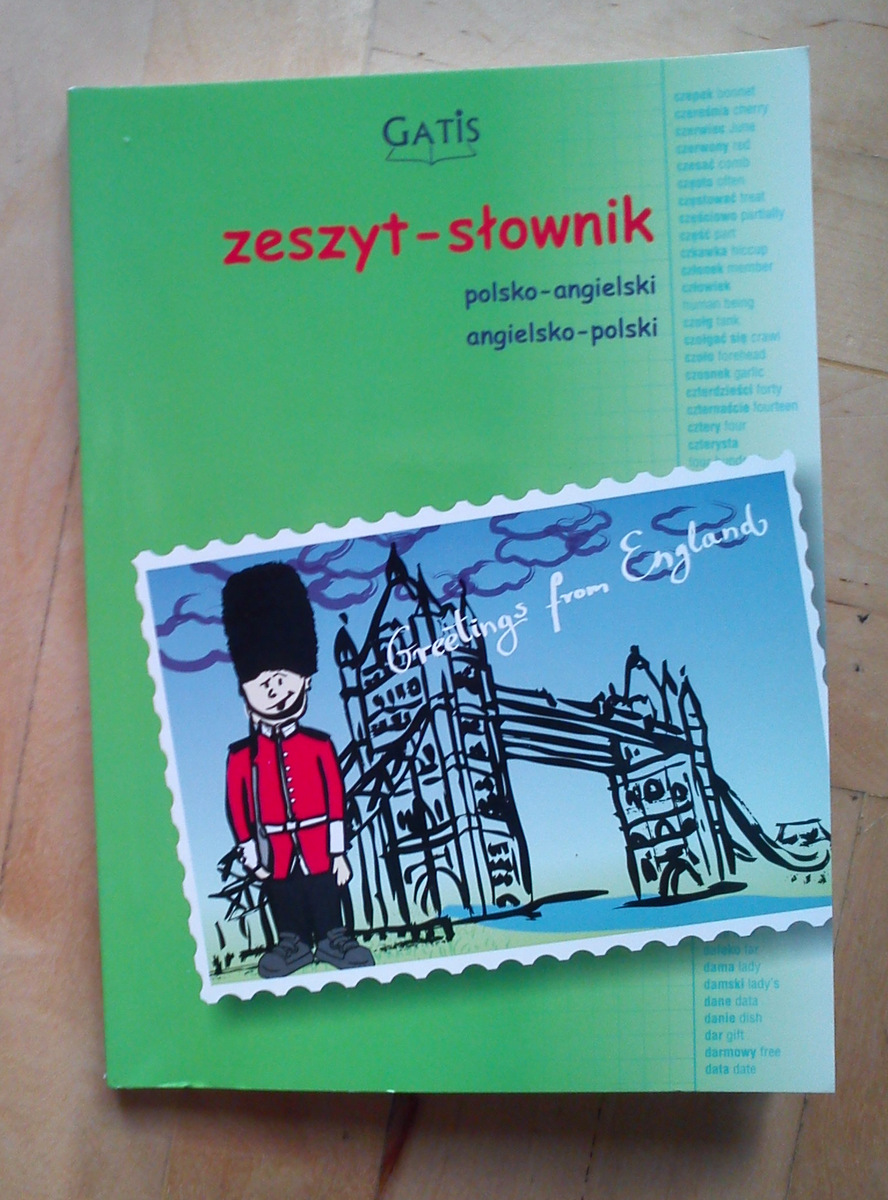 GATIS
zeszyt-słownik
polsko-angielski
angielsko-polski
czepek bonnet
czereśnia cherry
czerwiec June
czerwony red
czesać comb
często often
częstować treat
częściowo partially
część part
czkawka hiccup
członek member
człowiek
human being
czołg tank
czołgać się crawl
czoło forehead
czosnek garlic
czterdzieści forty
czternaście fourteen
cztery four
czterysta
four
Greetings from England
daleko far
dama lady
damski lady's
dane data
danie dish
dar gift
darmowy free
data date